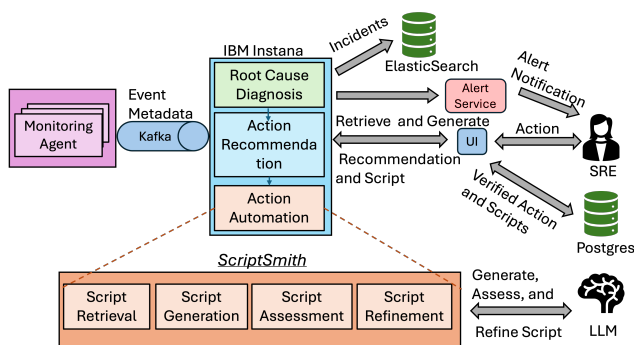 Incidents
IBM Instana
ElasticSearch
Root Cause
Diagnosis
Alert
Service
Alert
Notification
Event
Metadata
Monitoring
Agent
Kafka
Action
Recommenda
tion
Retrieve and Generate
UI
Recommendation
and Script
Action
SRE
Action
Automation
Verified Action
and Scripts
Postgres
ScriptSmith
Script
Retrieval
Script
Generation
Script
Assessment
Script
Refinement
Generate,
Assess, and
Refine Script
LLM